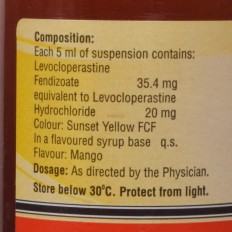 Composition:
Each 5 ml of suspension contains:
Levocloperastine
Fendizoate 35.4 mg
equivalent to Levocloperastine
Hydrochloride 20 mg
Colour: Sunset Yellow FCF
In a flavoured syrup base q.s.
Flavour: Mango
Dosage: As directed by the Physician.
Store below 30°C. Protect from light.